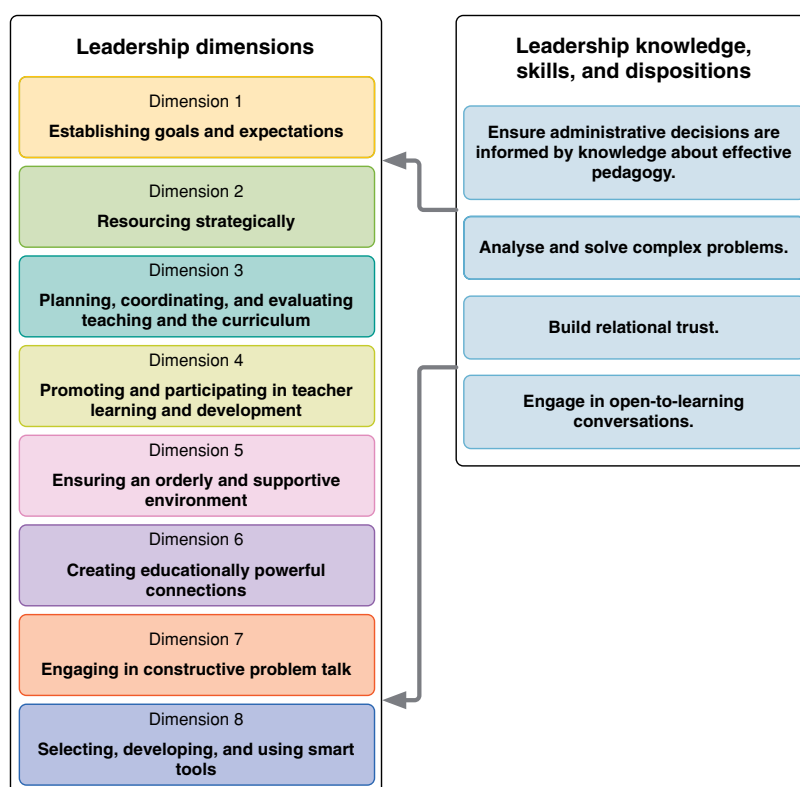 Leadership dimensions
Dimension 1
Establishing goals and expectations
Dimension 2
Resourcing strategically
Dimension 3
Planning, coordinating, and evaluating
teaching and the curriculum
Dimension 4
Promoting and participating in teacher
learning and development
Dimension 5
Ensuring an orderly and supportive
environment
Dimension 6
Creating educationally powerful
connections
Dimension 7
Engaging in constructive problem talk
Dimension 8
Selecting, developing, and using smart
tools
Leadership knowledge,
skills, and dispositions
Ensure administrative decisions are
informed by knowledge about effective
pedagogy.
Analyse and solve complex problems.
Build relational trust.
Engage in open-to-learning
conversations.